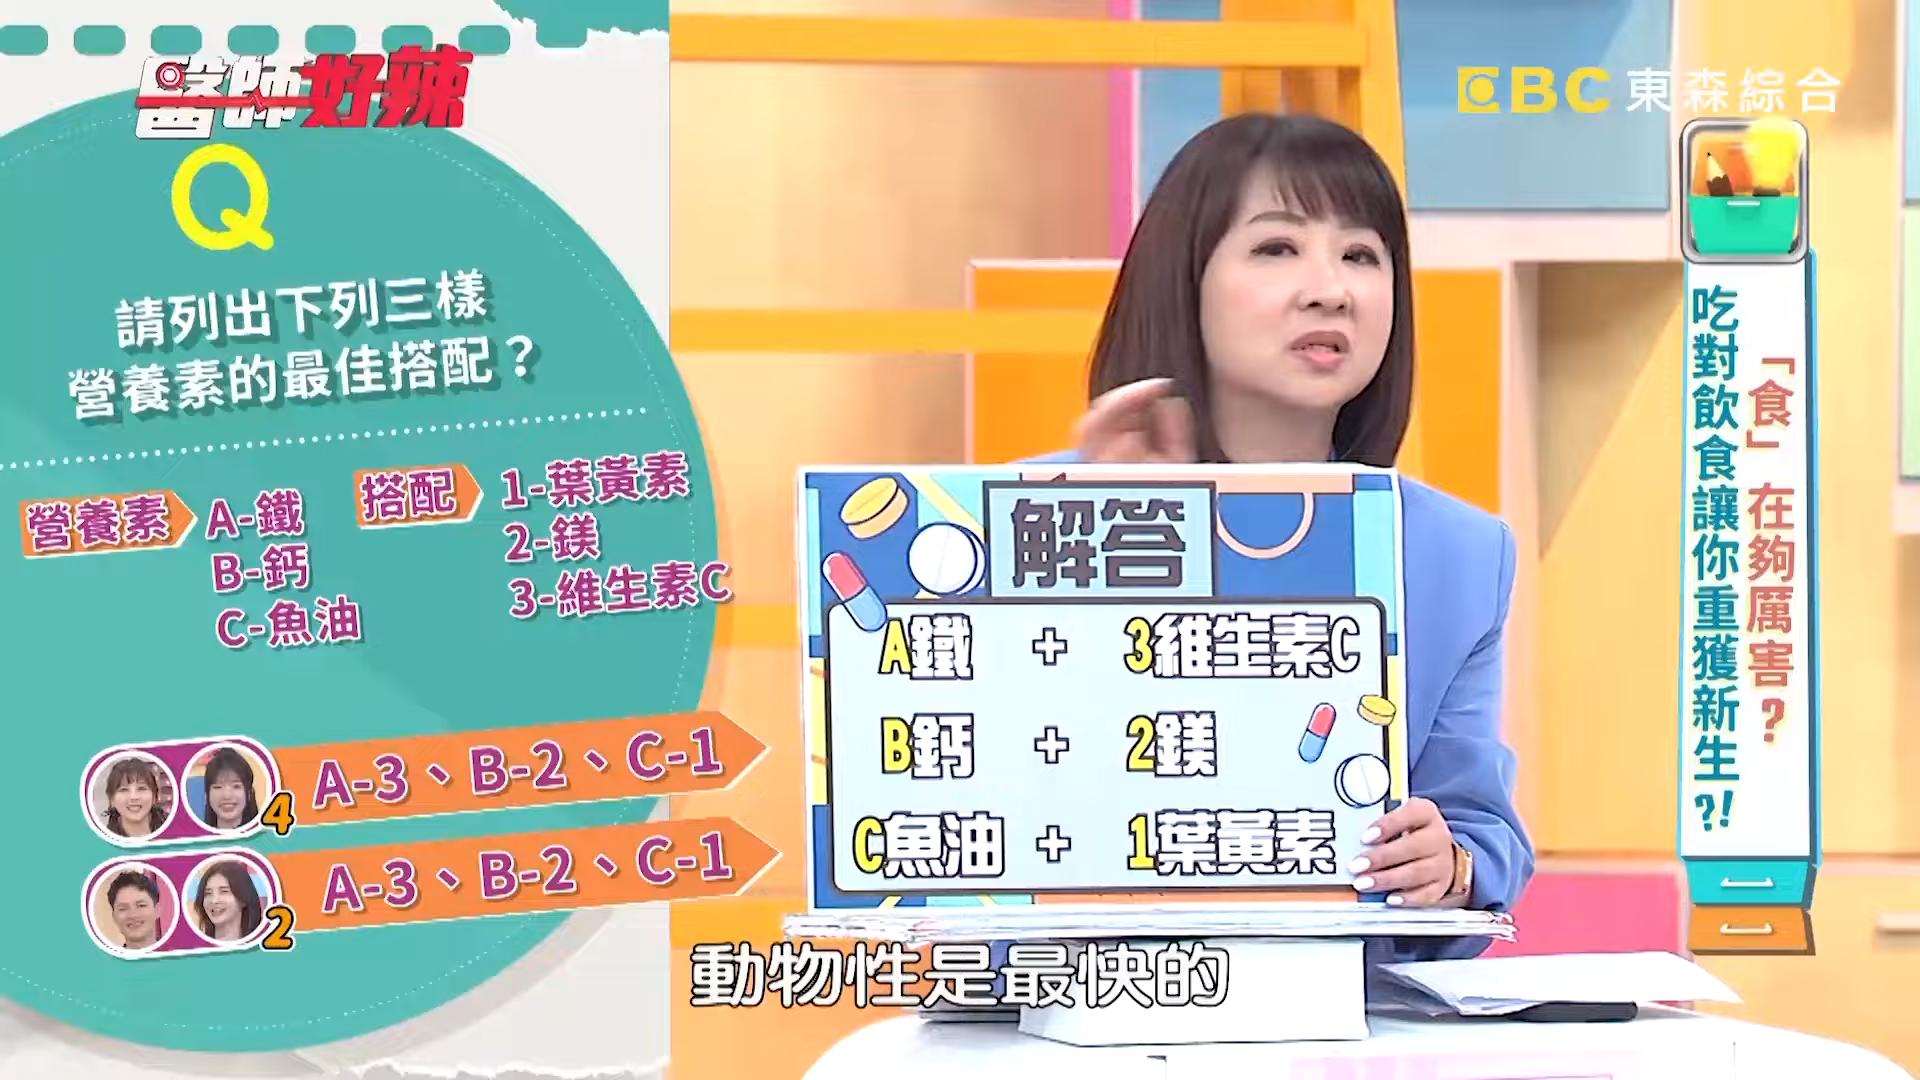 醫師好辣
EBC 東森綜合
Q
請列出下列三樣
營養素的最佳搭配？
營養素
A-鐵
B-鈣
C-魚油
搭配
1-葉黃素
2-鎂
3-維生素C
4
A-3、B-2、C-1
2
A-3、B-2、C-1
解答
A鐵 + 3維生素C
B鈣 + 2鎂
C魚油 + 1葉黃素
「食」在夠厲害？
吃對飲食讓你重獲新生?!
動物性是最快的